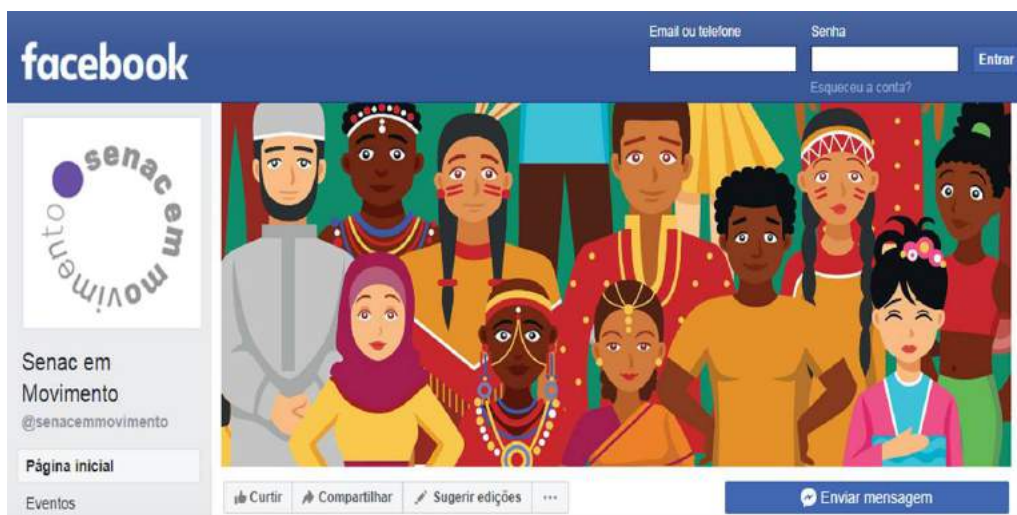 facebook
Email ou telefone
Senha
Entrar
Esqueceu a conta?
senac em movimento
Senac em
Movimento
@senacemmovimento
Página inicial
Eventos
Curtir
Compartilhar
Sugerir edições
...
Enviar mensagem